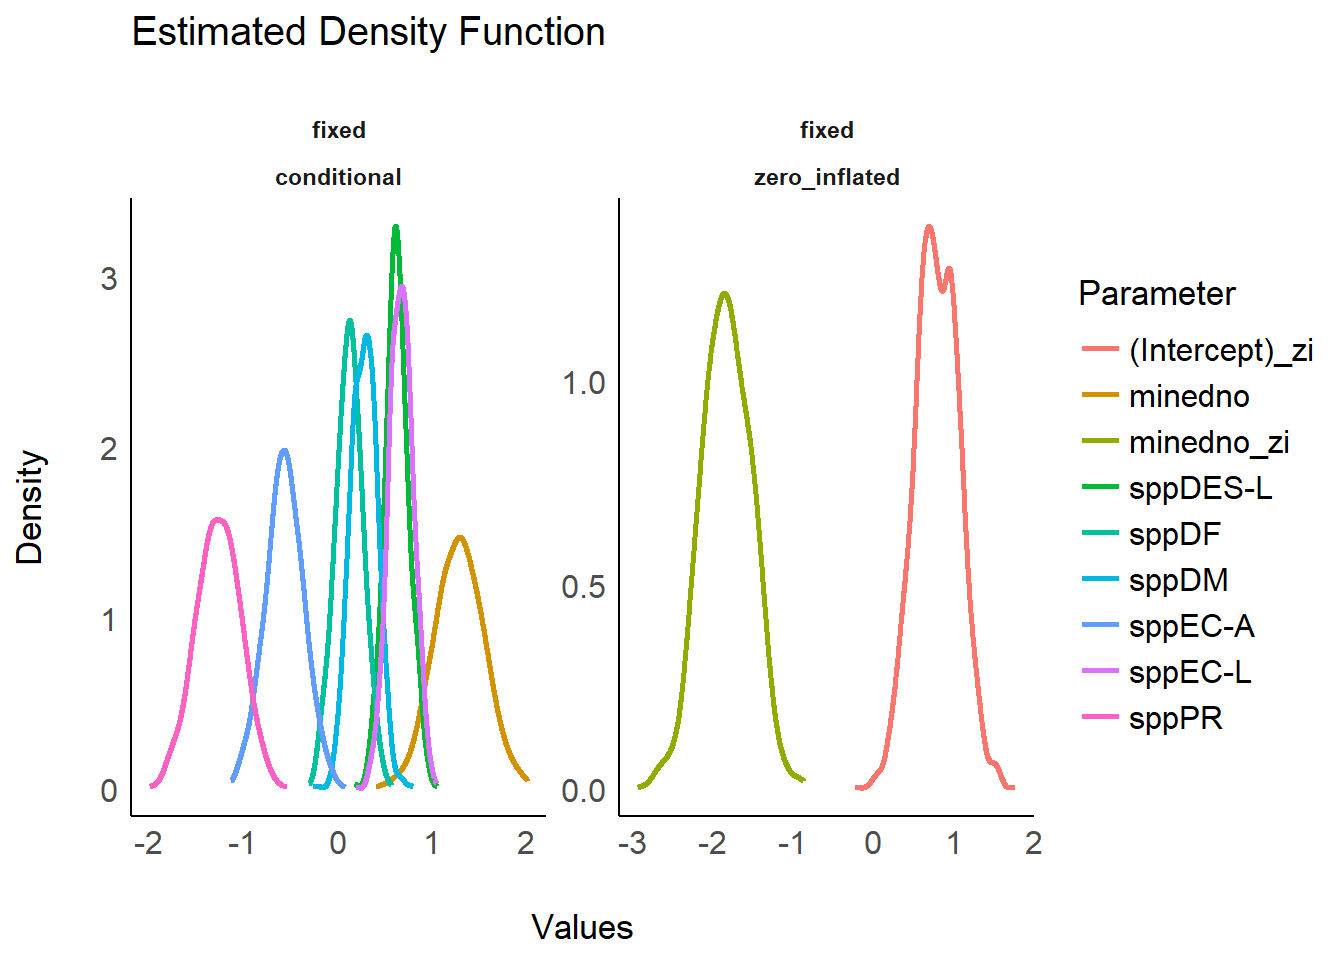 Estimated Density Function
fixed
conditional
fixed
zero_inflated
Density
3
2
1
0
-2 -1 0 1 2
1.0
0.5
0.0
-3 -2 -1 0 1 2
Values
Parameter
(Intercept)_zi
minedno
minedno_zi
sppDES-L
sppDF
sppDM
sppEC-A
sppEC-L
sppPR